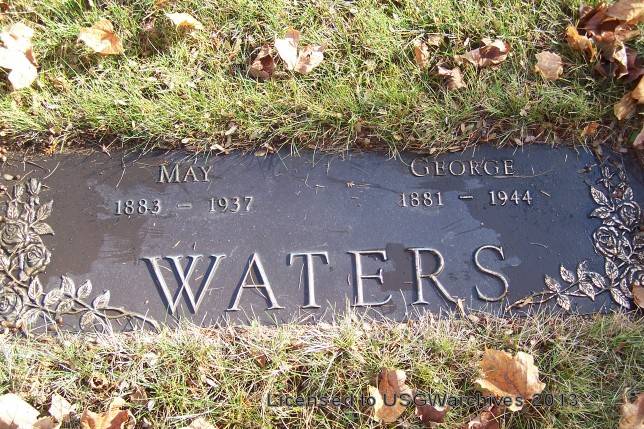 MAY GEORGE
1883 – 1937 1881 – 1944
WATERS
Licensed to USGWarchives 2013